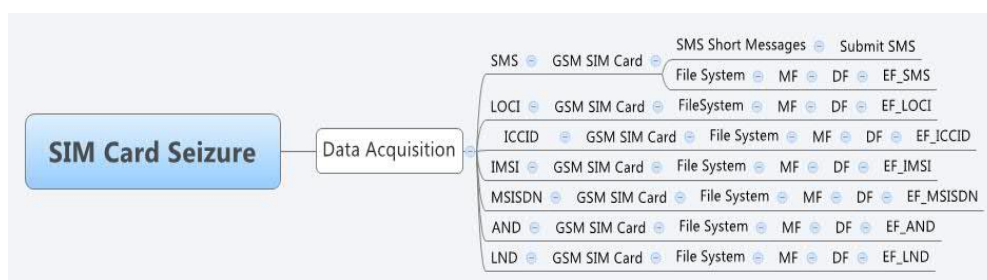 SIM Card Seizure
Data Acquisition
SMS GSM SIM Card
SMS Short Messages Submit SMS
File System MF DF EF_SMS
LOCI GSM SIM Card FileSystem MF DF EF_LOCI
ICCID GSM SIM Card File System MF DF EF_ICCID
IMSI GSM SIM Card File System MF DF EF_IMSI
MSISDN GSM SIM Card File System MF DF EF_MSISDN
AND GSM SIM Card File System MF DF EF_AND
LND GSM SIM Card File System MF DF EF_LND